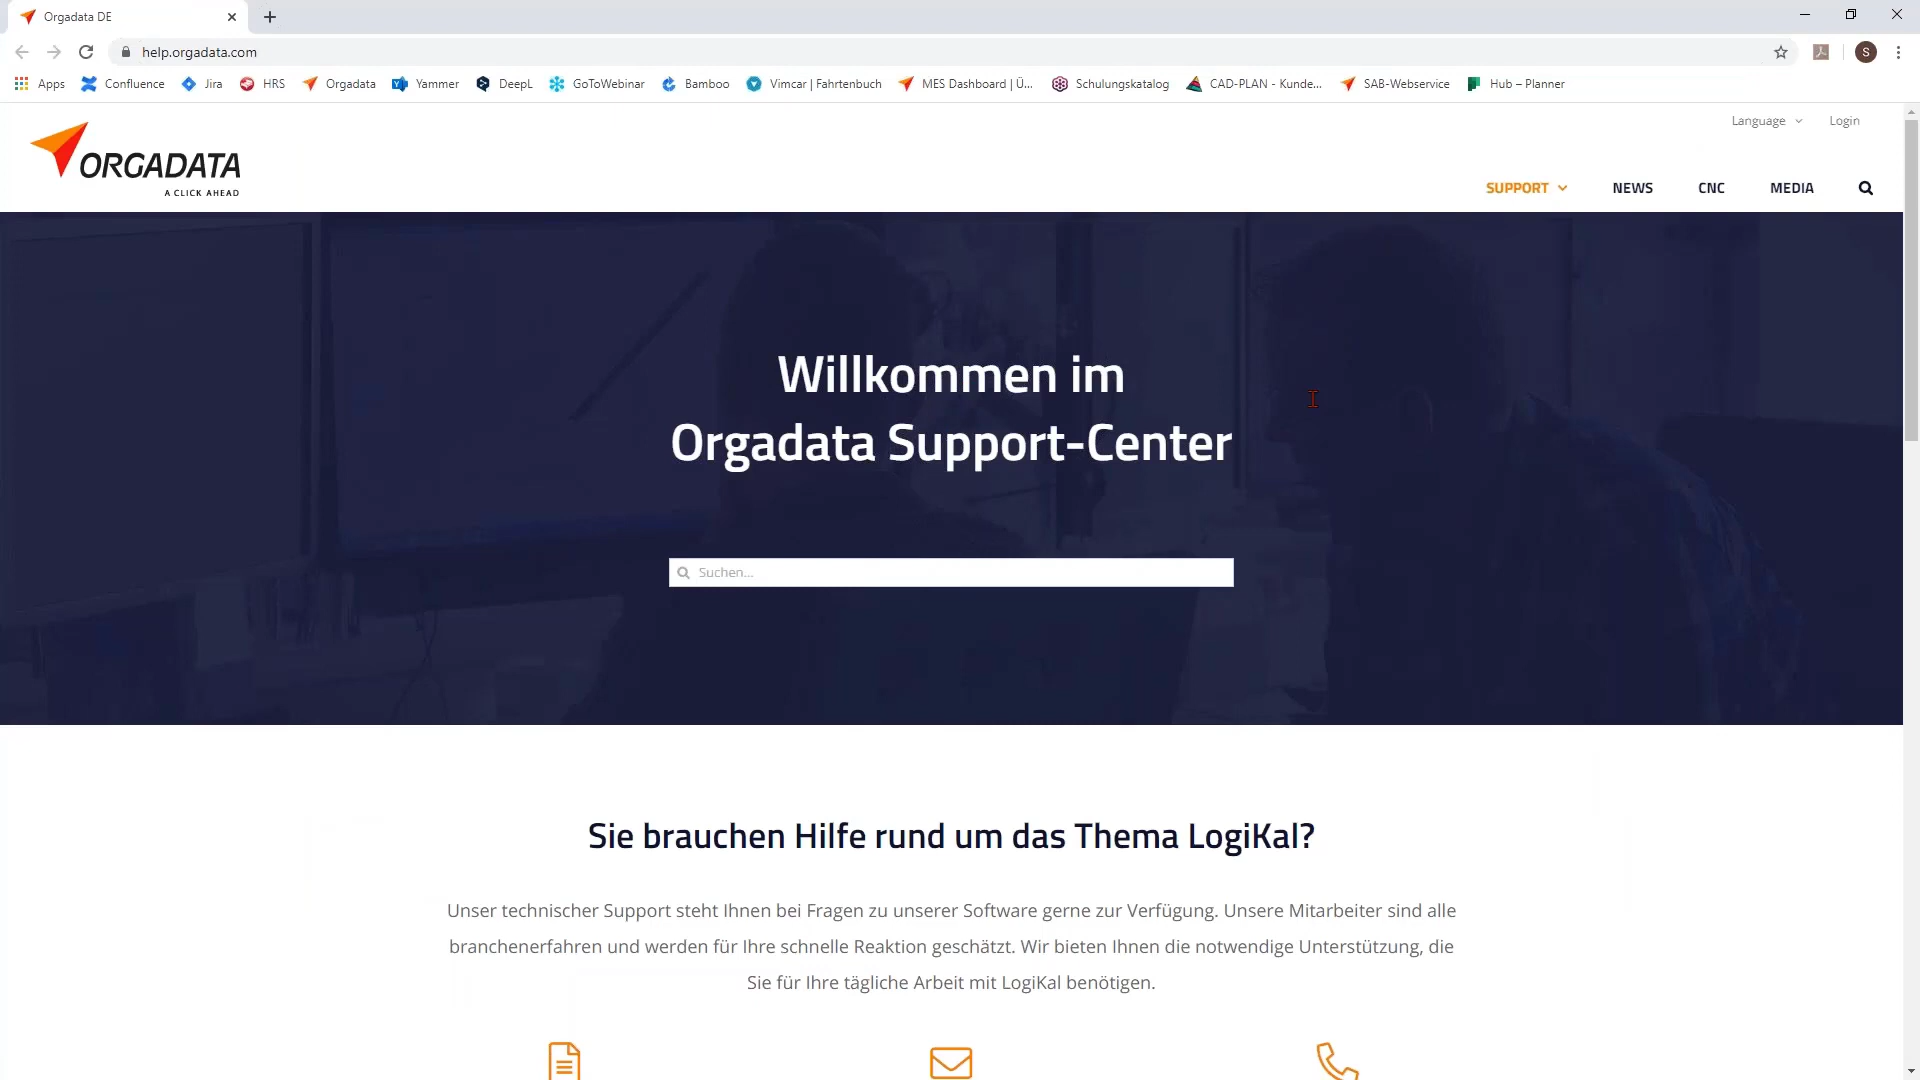 Orgadata DE
help.orgadata.com
S
Apps Confluence Jira HRS Orgadata Yammer DeepL GoToWebinar Bamboo Vimcar | Fahrtenbuch MES Dashboard | Ü... Schulungskatalog CAD-PLAN - Kunde... SAB-Webservice Hub – Planner
Language Login
ORGADATA
A CLICK AHEAD
SUPPORT NEWS CNC MEDIA
Willkommen im
Orgadata Support-Center
Suchen...
Sie brauchen Hilfe rund um das Thema LogiKal?
Unser technischer Support steht Ihnen bei Fragen zu unserer Software gerne zur Verfügung. Unsere Mitarbeiter sind alle
branchenerfahren und werden für Ihre schnelle Reaktion geschätzt. Wir bieten Ihnen die notwendige Unterstützung, die
Sie für Ihre tägliche Arbeit mit LogiKal benötigen.